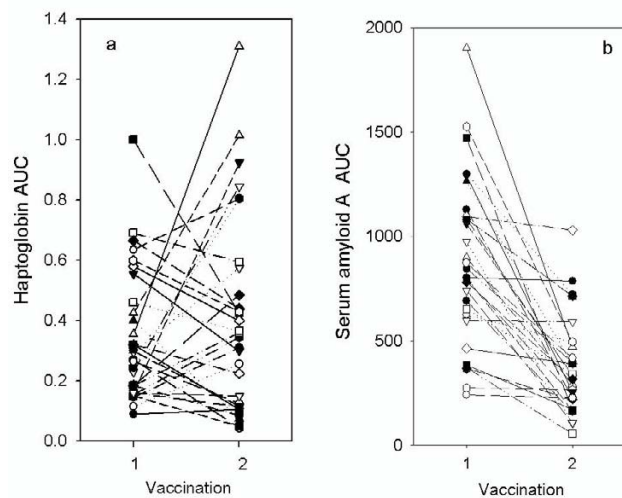 a
Haptoglobin AUC
1.4
1.2
1.0
0.8
0.6
0.4
0.2
0.0
1 2
Vaccination
b
Serum amyloid A AUC
2000
1500
1000
500
0
1 2
Vaccination